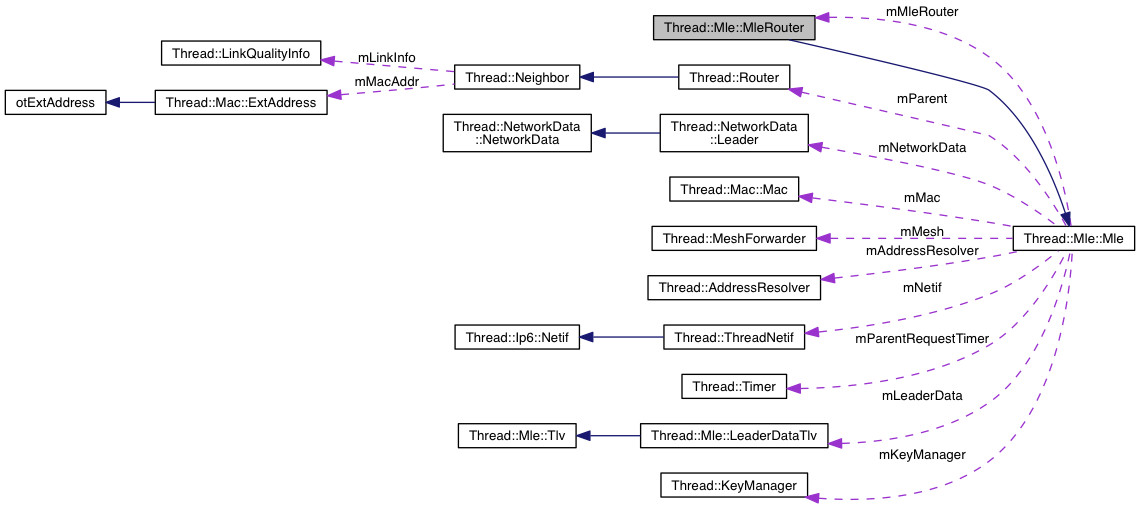 mMleRouter
Thread::Mle::MleRouter
Thread::LinkQualityInfo
mLinkInfo
Thread::Neighbor
Thread::Router
mMacAddr
otExtAddress
Thread::Mac::ExtAddress
mParent
Thread::NetworkData
::NetworkData
Thread::NetworkData
::Leader
mNetworkData
Thread::Mac::Mac
mMac
Thread::MeshForwarder
mMesh
Thread::Mle::Mle
mAddressResolver
Thread::AddressResolver
mNetif
Thread::Ip6::Netif
Thread::ThreadNetif
mParentRequestTimer
Thread::Timer
mLeaderData
Thread::Mle::Tlv
Thread::Mle::LeaderDataTlv
mKeyManager
Thread::KeyManager